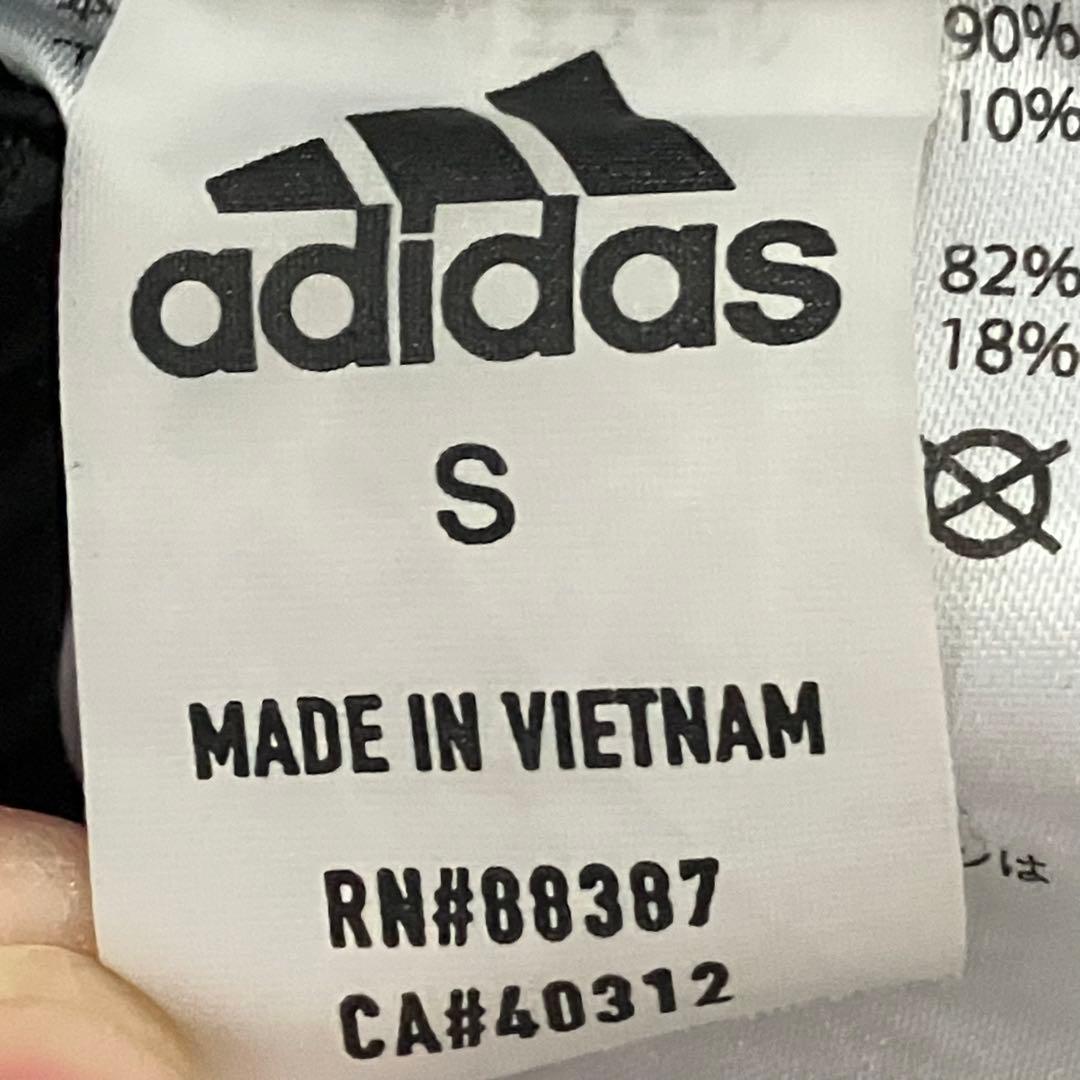 adidas
S
MADE IN VIETNAM
RN#88387
CA#40312
90%
10%
82%
18%
は